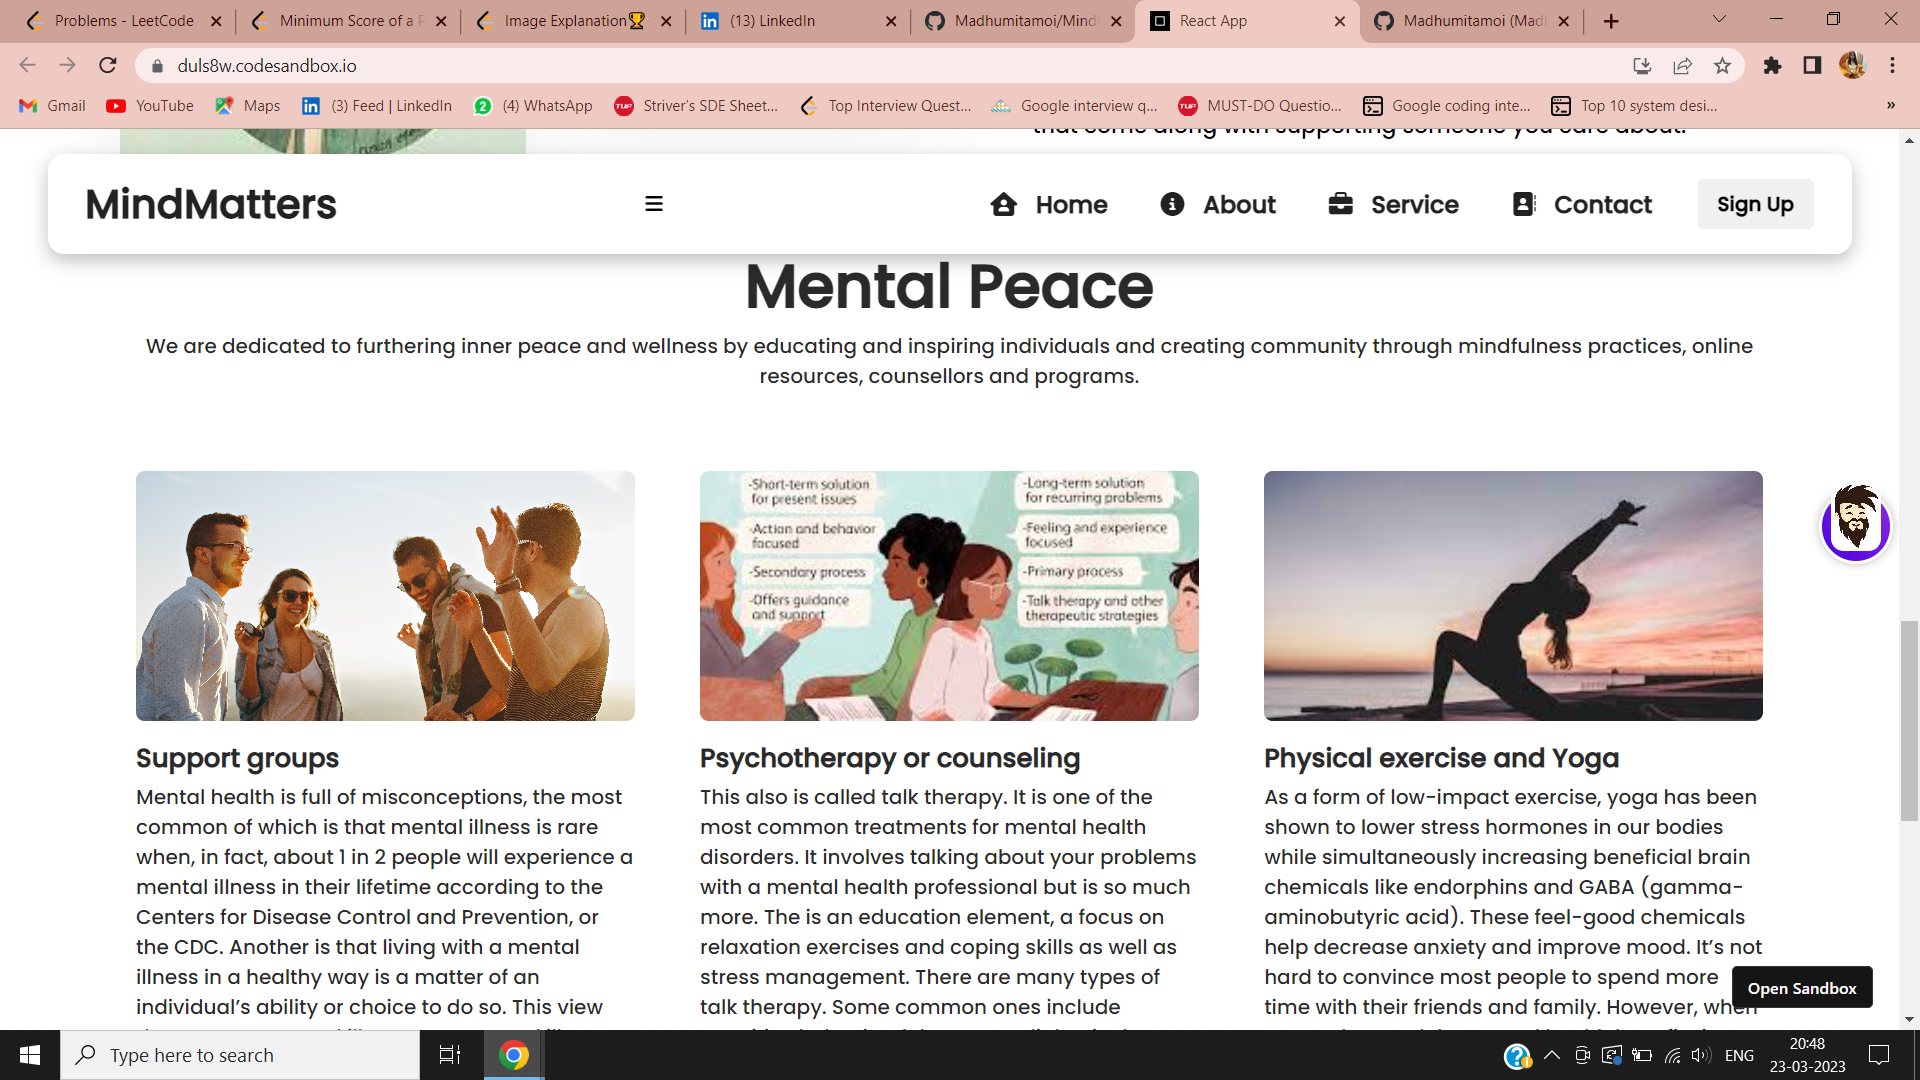 Problems - LeetCode
Minimum Score of a P
Image Explanation🏆
(13) LinkedIn
Madhumitamoi/Mind
React App
Madhumitamoi (Mad
duls8w.codesandbox.io
Gmail
YouTube
Maps
(3) Feed | LinkedIn
(4) WhatsApp
Striver's SDE Sheet...
Top Interview Quest...
Google interview q...
MUST-DO Questio...
Google coding inte...
Top 10 system desi...
»
that come along with supporting someone you care about.
MindMatters
Home
About
Service
Contact
Sign Up
Mental Peace
We are dedicated to furthering inner peace and wellness by educating and inspiring individuals and creating community through mindfulness practices, online
resources, counsellors and programs.
-Short-term solution
for present issues
-Action and behavior
focused
-Secondary process
-Offers guidance
and support
-Long-term solution
for recurring problems
-Feeling and experience
focused
-Primary process
-Talk therapy and other
therapeutic strategies
Support groups
Mental health is full of misconceptions, the most
common of which is that mental illness is rare
when, in fact, about 1 in 2 people will experience a
mental illness in their lifetime according to the
Centers for Disease Control and Prevention, or
the CDC. Another is that living with a mental
illness in a healthy way is a matter of an
individual's ability or choice to do so. This view
Psychotherapy or counseling
This also is called talk therapy. It is one of the
most common treatments for mental health
disorders. It involves talking about your problems
with a mental health professional but is so much
more. The is an education element, a focus on
relaxation exercises and coping skills as well as
stress management. There are many types of
talk therapy. Some common ones include
Physical exercise and Yoga
As a form of low-impact exercise, yoga has been
shown to lower stress hormones in our bodies
while simultaneously increasing beneficial brain
chemicals like endorphins and GABA (gamma-
aminobutyric acid). These feel-good chemicals
help decrease anxiety and improve mood. It's not
hard to convince most people to spend more
time with their friends and family. However, when
Open Sandbox
Type here to search
ENG
20:48
23-03-2023